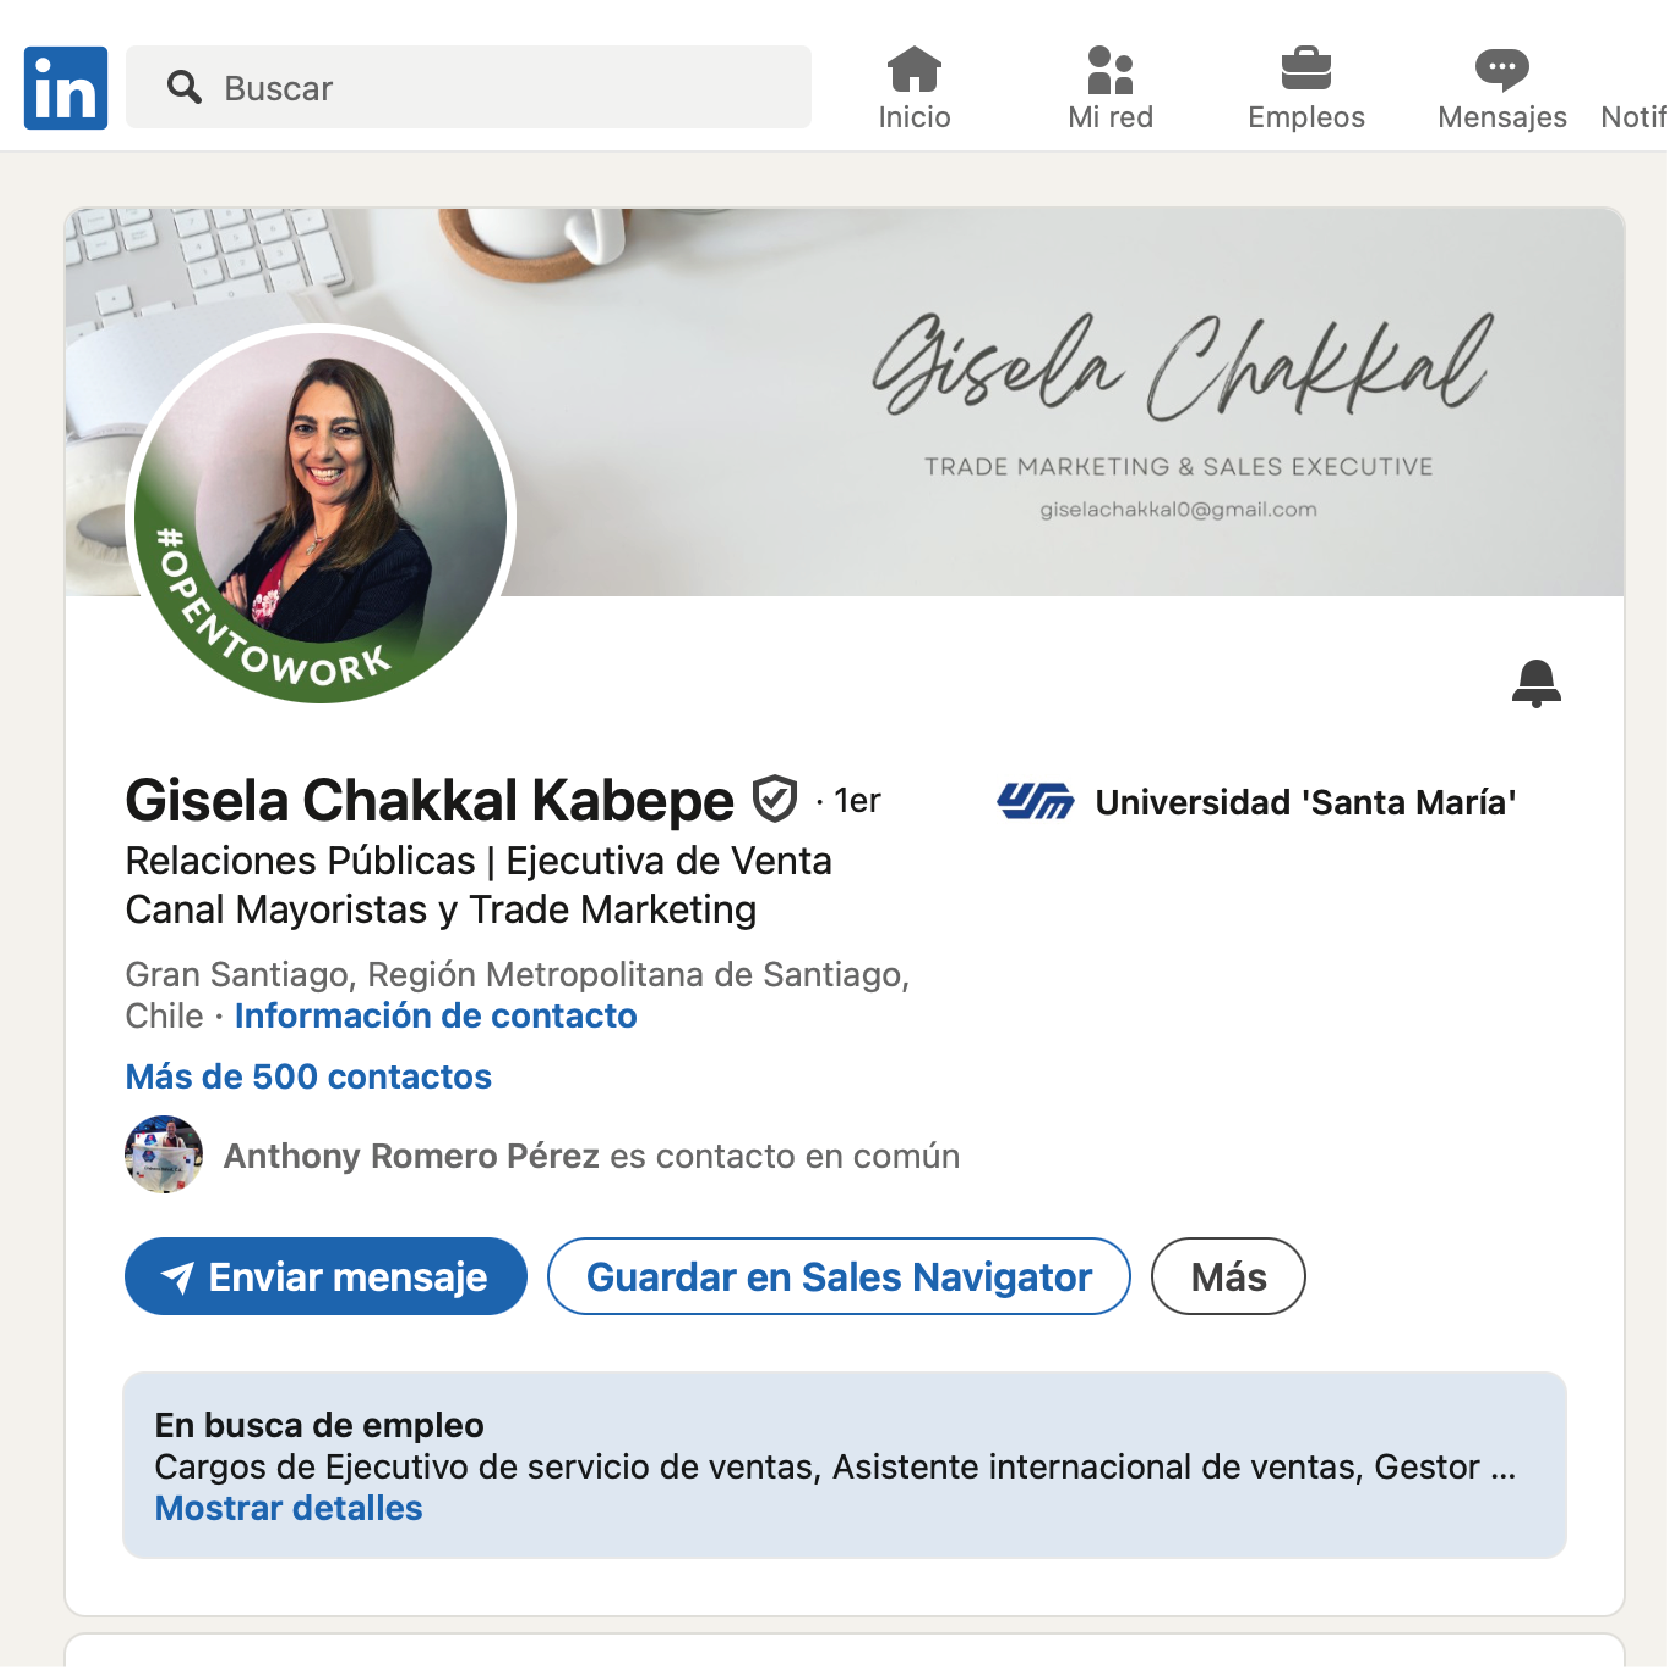 in
Buscar
Inicio
Mi red
Empleos
Mensajes
Notif
Gisela Chakkal
TRADE MARKETING & SALES EXECUTIVE
giselachakkal0@gmail.com
#OPENTOWORK
Gisela Chakkal Kabepe · 1er
Universidad 'Santa María'
Relaciones Públicas | Ejecutiva de Venta
Canal Mayoristas y Trade Marketing
Gran Santiago, Región Metropolitana de Santiago,
Chile · Información de contacto
Más de 500 contactos
Anthony Romero Pérez es contacto en común
Enviar mensaje
Guardar en Sales Navigator
Más
En busca de empleo
Cargos de Ejecutivo de servicio de ventas, Asistente internacional de ventas, Gestor ...
Mostrar detalles